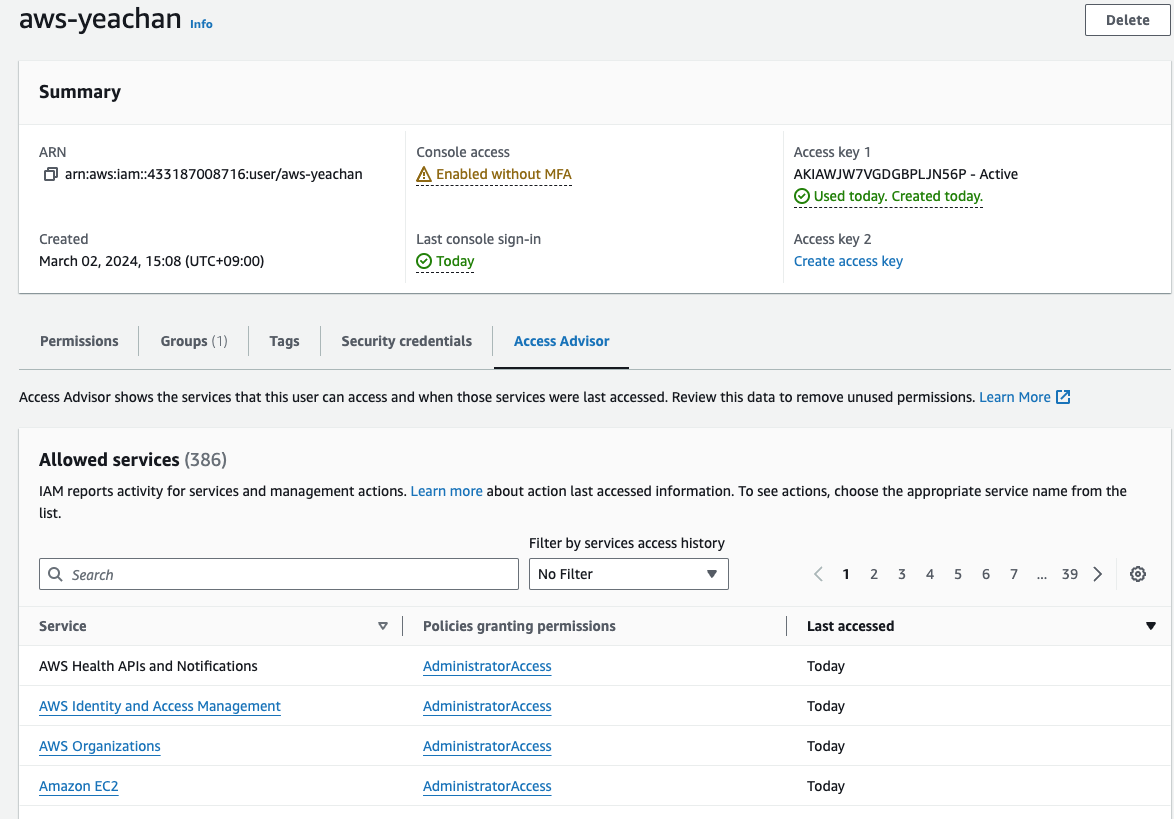 aws-yeachan Info
Delete
Summary
ARN
arn:aws:iam::433187008716:user/aws-yeachan
Console access
Enabled without MFA
Access key 1
AKIAWJW7VGDGBPLJN56P - Active
Used today. Created today.
Created
March 02, 2024, 15:08 (UTC+09:00)
Last console sign-in
Today
Access key 2
Create access key
Permissions
Groups (1)
Tags
Security credentials
Access Advisor
Access Advisor shows the services that this user can access and when those services were last accessed. Review this data to remove unused permissions. Learn More
Allowed services (386)
IAM reports activity for services and management actions. Learn more about action last accessed information. To see actions, choose the appropriate service name from the
list.
Filter by services access history
Search
No Filter
1 2 3 4 5 6 7 ... 39
Service Policies granting permissions Last accessed
AWS Health APIs and Notifications AdministratorAccess Today
AWS Identity and Access Management AdministratorAccess Today
AWS Organizations AdministratorAccess Today
Amazon EC2 AdministratorAccess Today